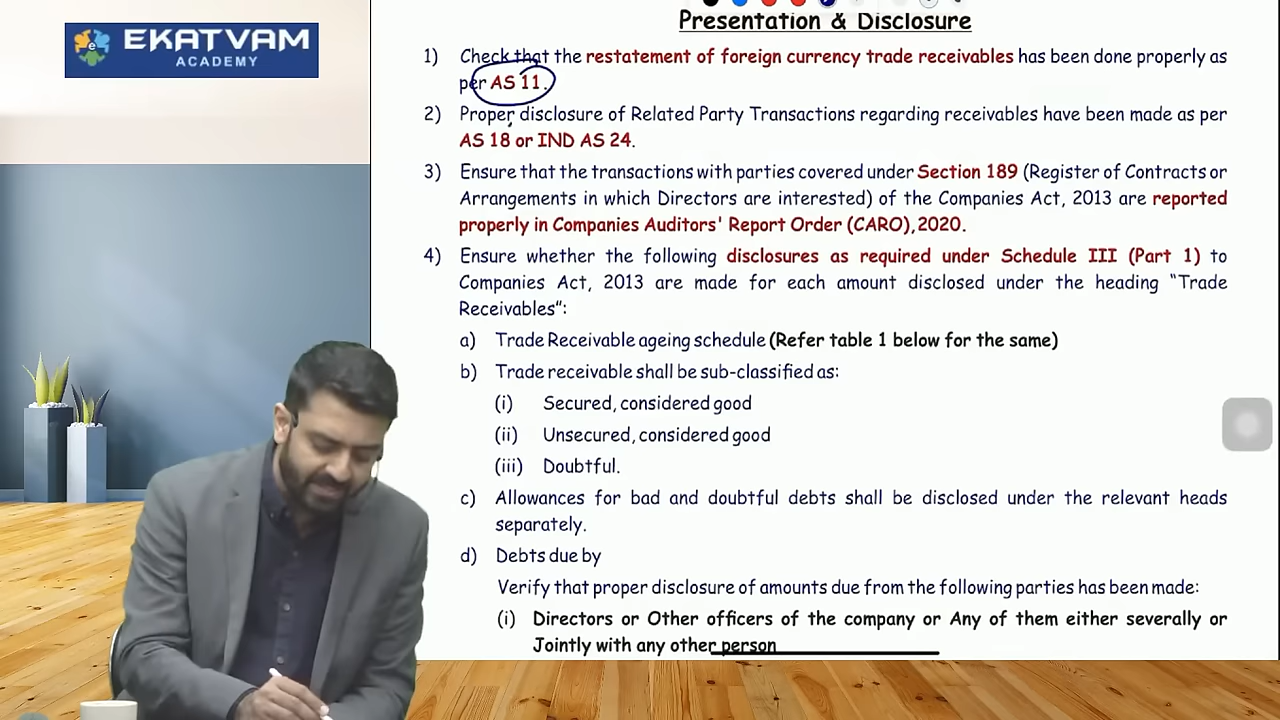 EKATVAM
ACADEMY
Presentation & Disclosure
1) Check that the restatement of foreign currency trade receivables has been done properly as
per AS 11.
2) Proper disclosure of Related Party Transactions regarding receivables have been made as per
AS 18 or IND AS 24.
3) Ensure that the transactions with parties covered under Section 189 (Register of Contracts or
Arrangements in which Directors are interested) of the Companies Act, 2013 are reported
properly in Companies Auditors' Report Order (CARO), 2020.
4) Ensure whether the following disclosures as required under Schedule III (Part 1) to
Companies Act, 2013 are made for each amount disclosed under the heading “Trade
Receivables”:
a) Trade Receivable ageing schedule (Refer table 1 below for the same)
b) Trade receivable shall be sub-classified as:
(i) Secured, considered good
(ii) Unsecured, considered good
(iii) Doubtful.
c) Allowances for bad and doubtful debts shall be disclosed under the relevant heads
separately.
d) Debts due by
Verify that proper disclosure of amounts due from the following parties has been made:
(i) Directors or Other officers of the company or Any of them either severally or
Jointly with any other person